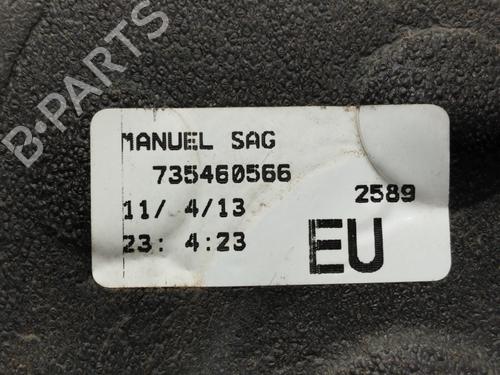 B-PARTS
MANUEL SAG
735460566
11/ 4/13 2589
23: 4:23 EU